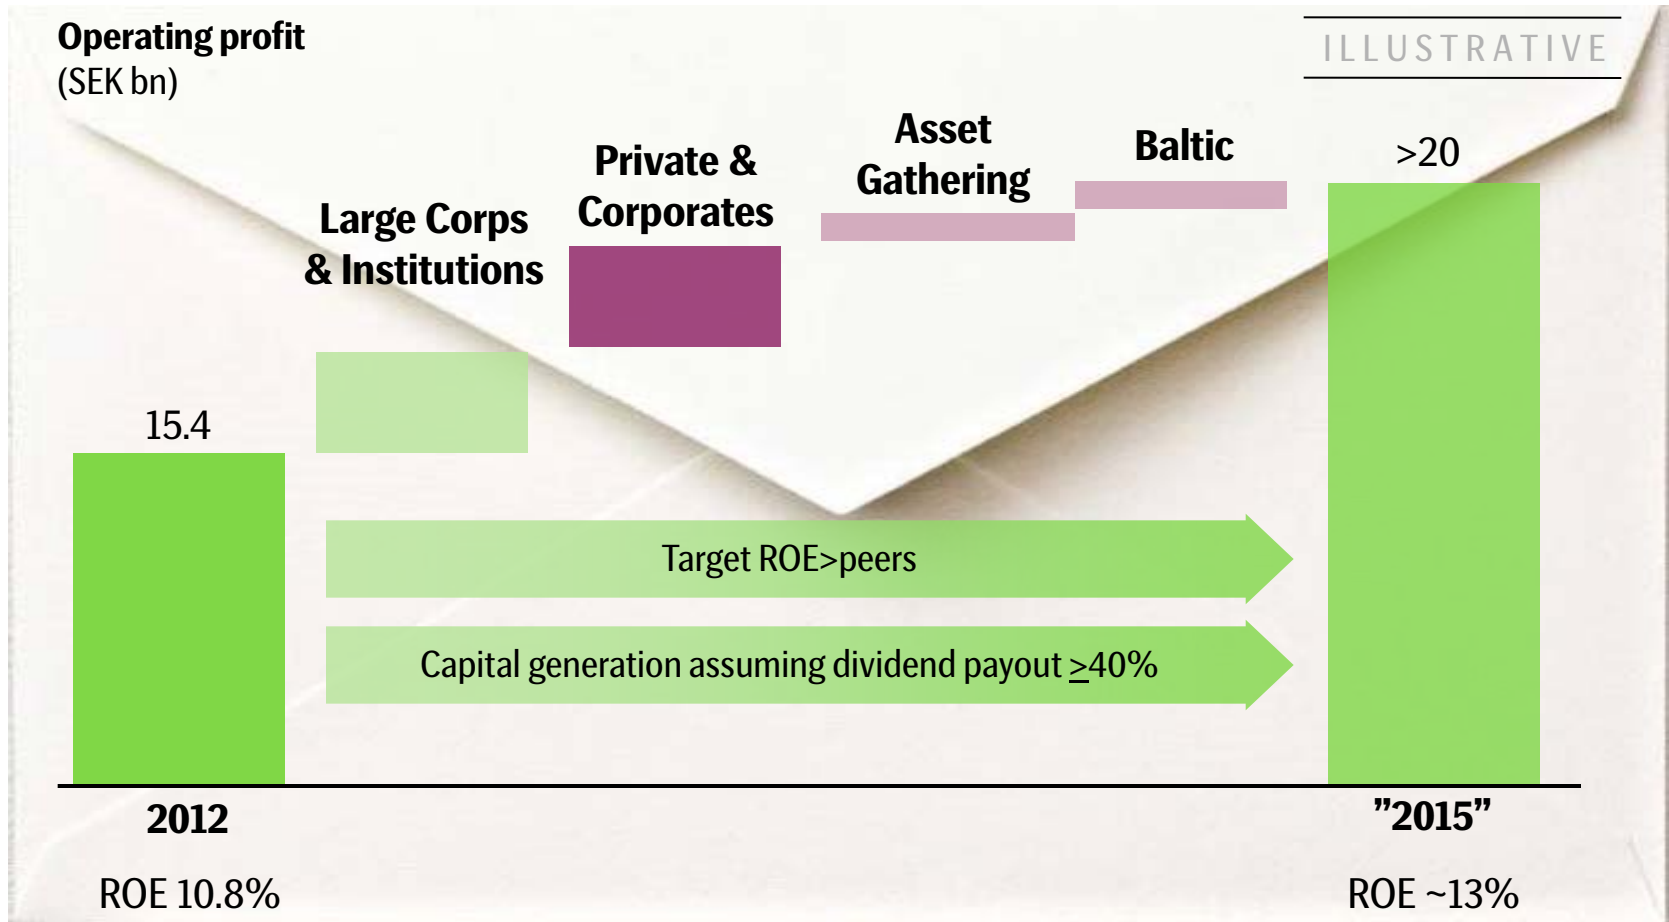 Operating profit
(SEK bn)
ILLUSTRATIVE
Large Corps
& Institutions
Private &
Corporates
Asset
Gathering
Baltic
>20
15.4
Target ROE>peers
Capital generation assuming dividend payout >40%
2012
”2015”
ROE 10.8%
ROE ~13%